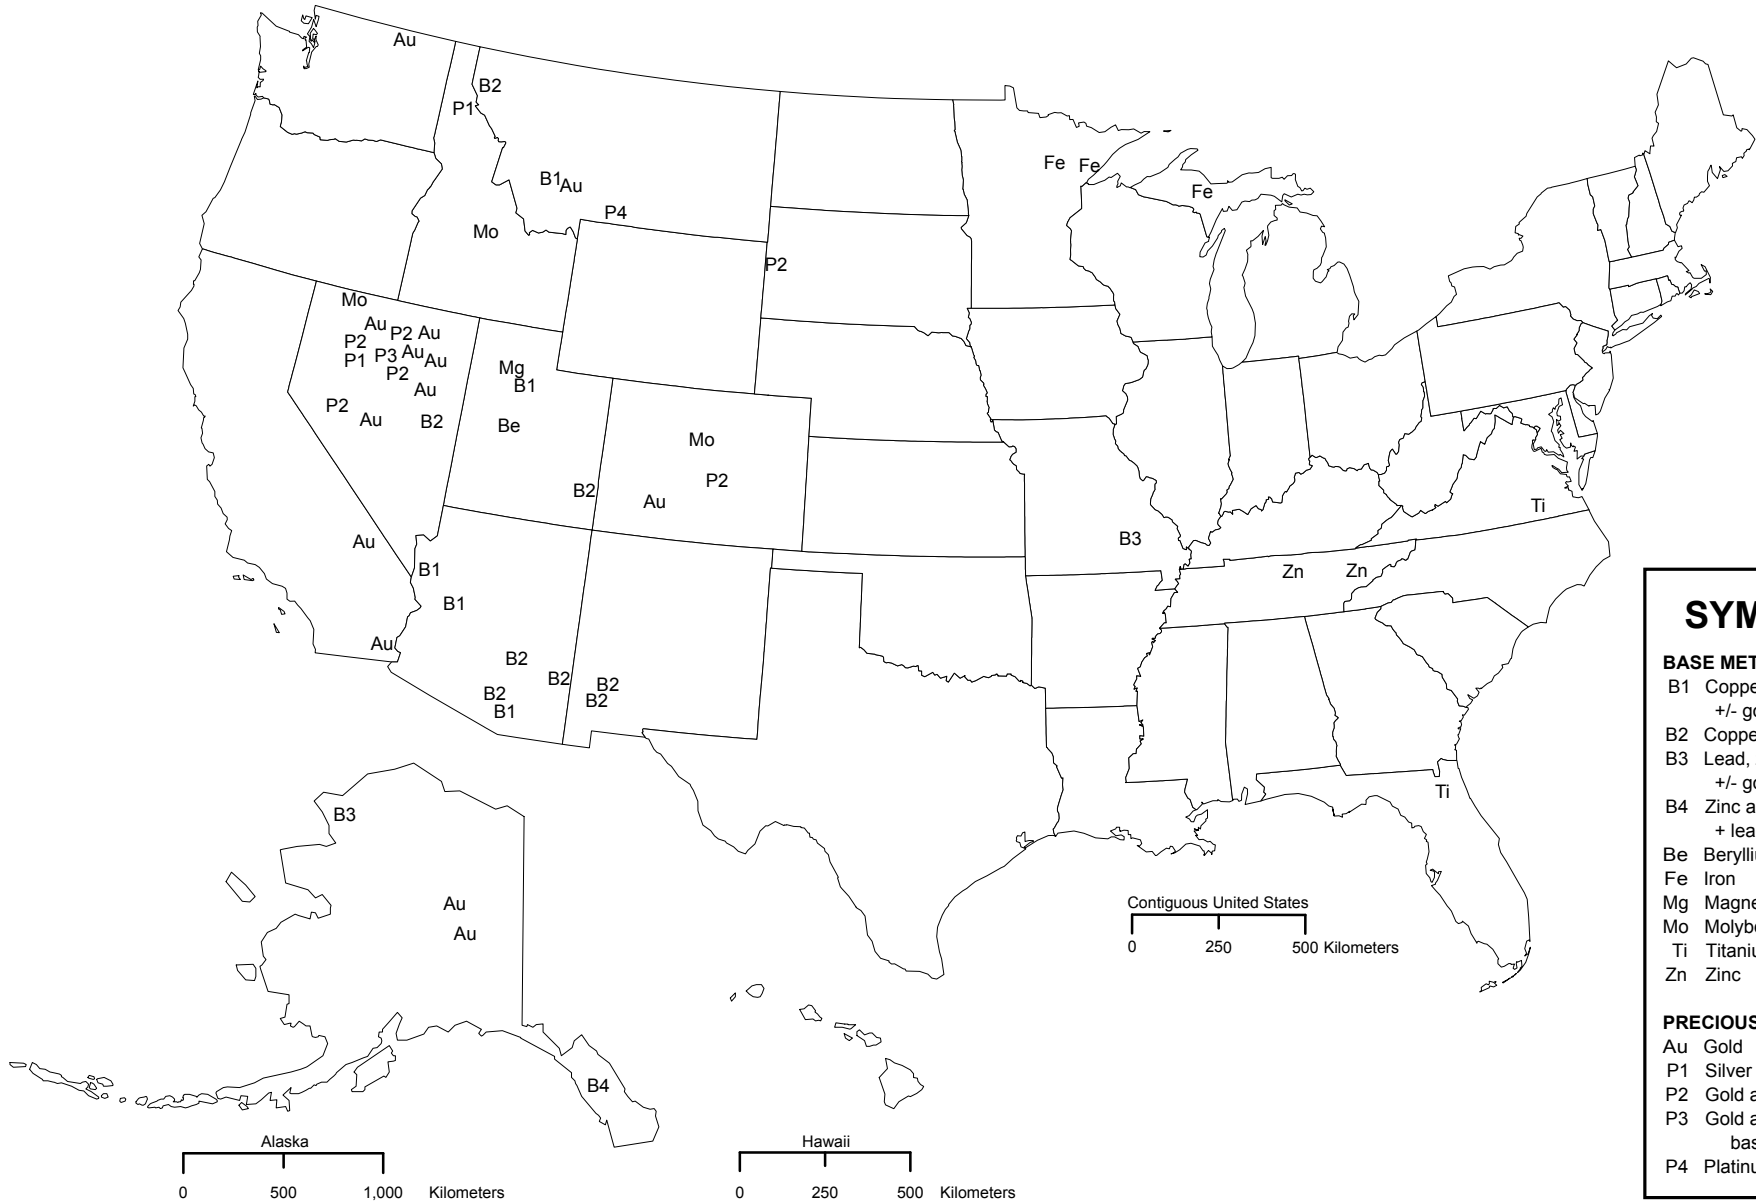 Au
B2
P1
B1
Au
P4
Mo
Fe
Fe
Fe
P2
Mo
Au
P2
Au
P2
P1
P3
Au
Au
P2
Au
P2
Au
B2
Mg
B1
Be
B2
Mo
P2
Au
Au
Au
B1
B1
B2
B2
B2
B1
B2
B2
B3
Zn
Zn
Ti
Ti
B3
Au
Au
B4
Contiguous United States
0 250 500 Kilometers
Alaska
0 500 1,000 Kilometers
Hawaii
0 250 500 Kilometers
SYM
BASE MET
B1 Coppe
+/- go
B2 Coppe
B3 Lead,
+/- go
B4 Zinc a
+ lea
Be Berylli
Fe Iron
Mg Magne
Mo Molyb
Ti Titaniu
Zn Zinc
PRECIOUS
Au Gold
P1 Silver
P2 Gold a
P3 Gold a
bas
P4 Platinu